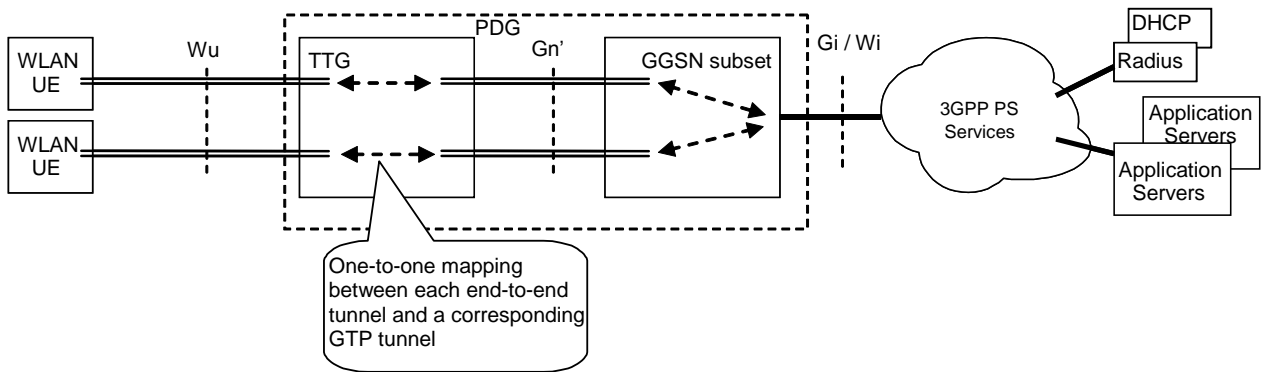 PDG
DHCP
Wu
Gn’
Gi / Wi
WLAN
UE
TTG
GGSN subset
Radius
3GPP PS
Services
Application
Servers
WLAN
UE
Application
Servers
One-to-one mapping
between each end-to-end
tunnel and a corresponding
GTP tunnel